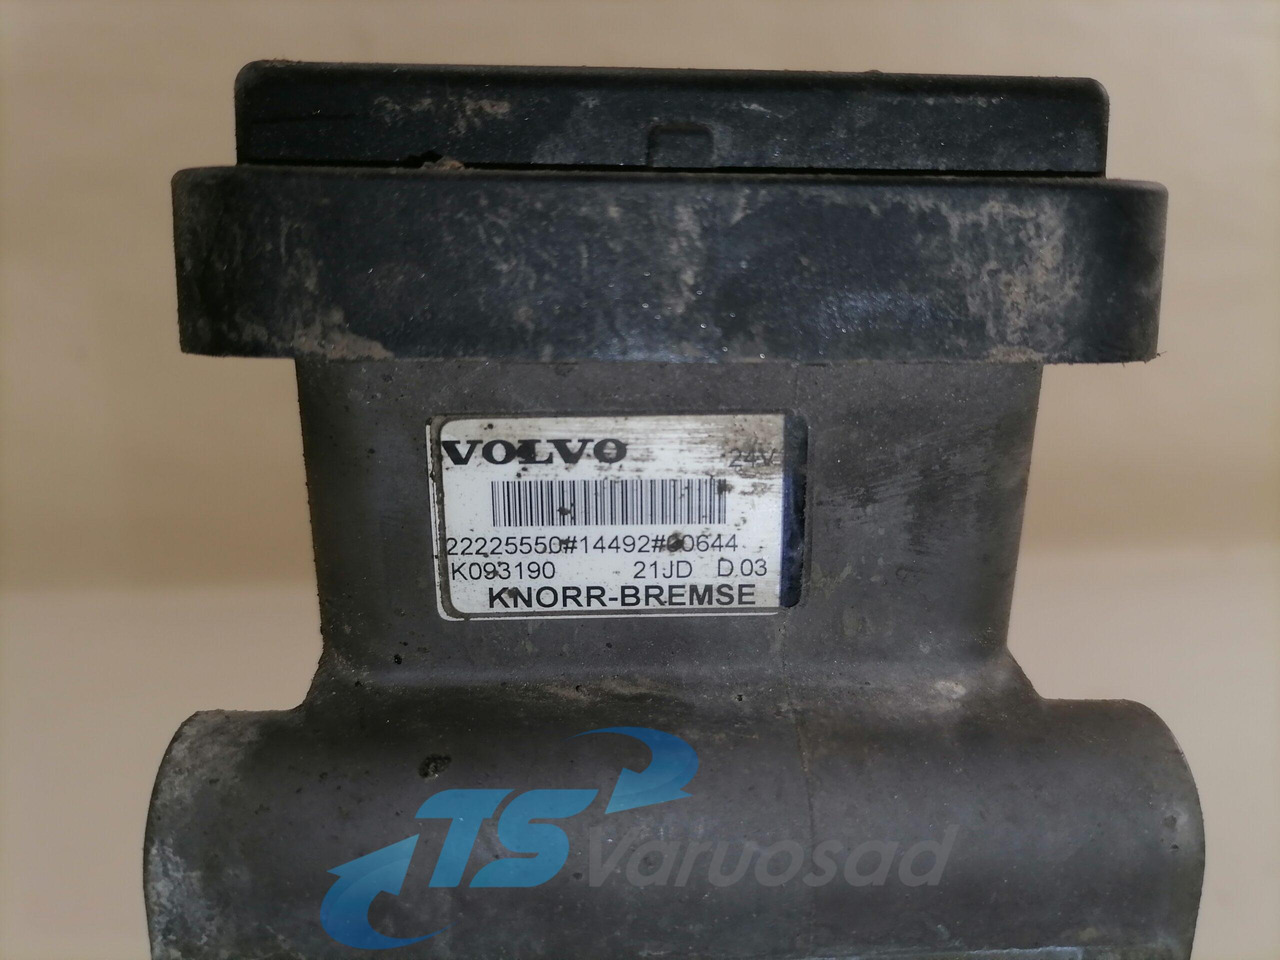 VOLVO 24V
22225550#14492#00644
K093190 21JD D.03
KNORR-BREMSE
TS Varuosad